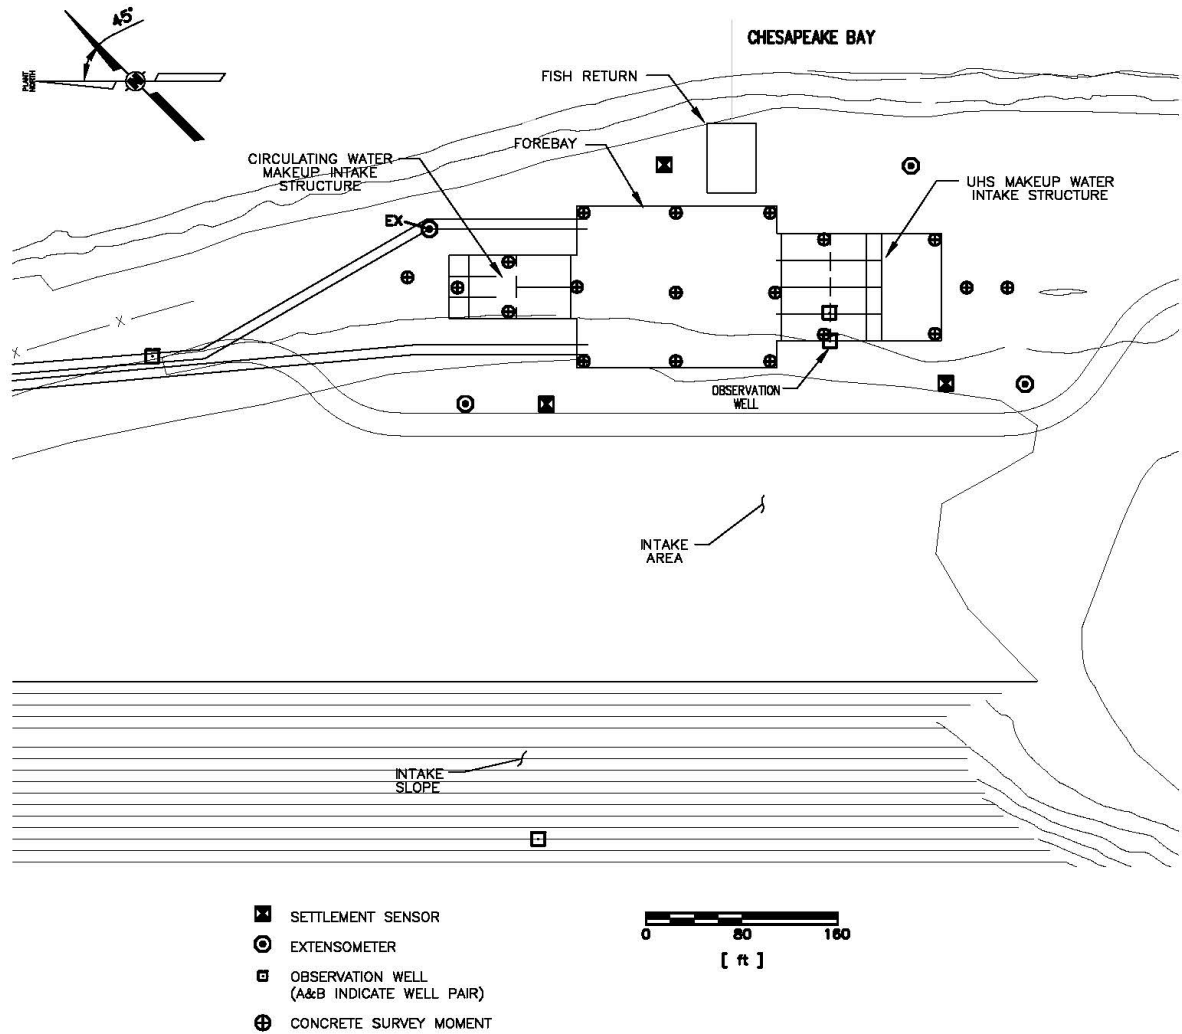 45°
PLANT
NORTH
CHESAPEAKE BAY
FISH RETURN
FOREBAY
CIRCULATING WATER
MAKEUP INTAKE
STRUCTURE
UHS MAKEUP WATER
INTAKE STRUCTURE
EX
X
X
OBSERVATION
WELL
INTAKE
AREA
INTAKE
SLOPE
SETTLEMENT SENSOR
EXTENSOMETER
OBSERVATION WELL
(A&B INDICATE WELL PAIR)
CONCRETE SURVEY MOMENT
0 80 160
[ ft ]